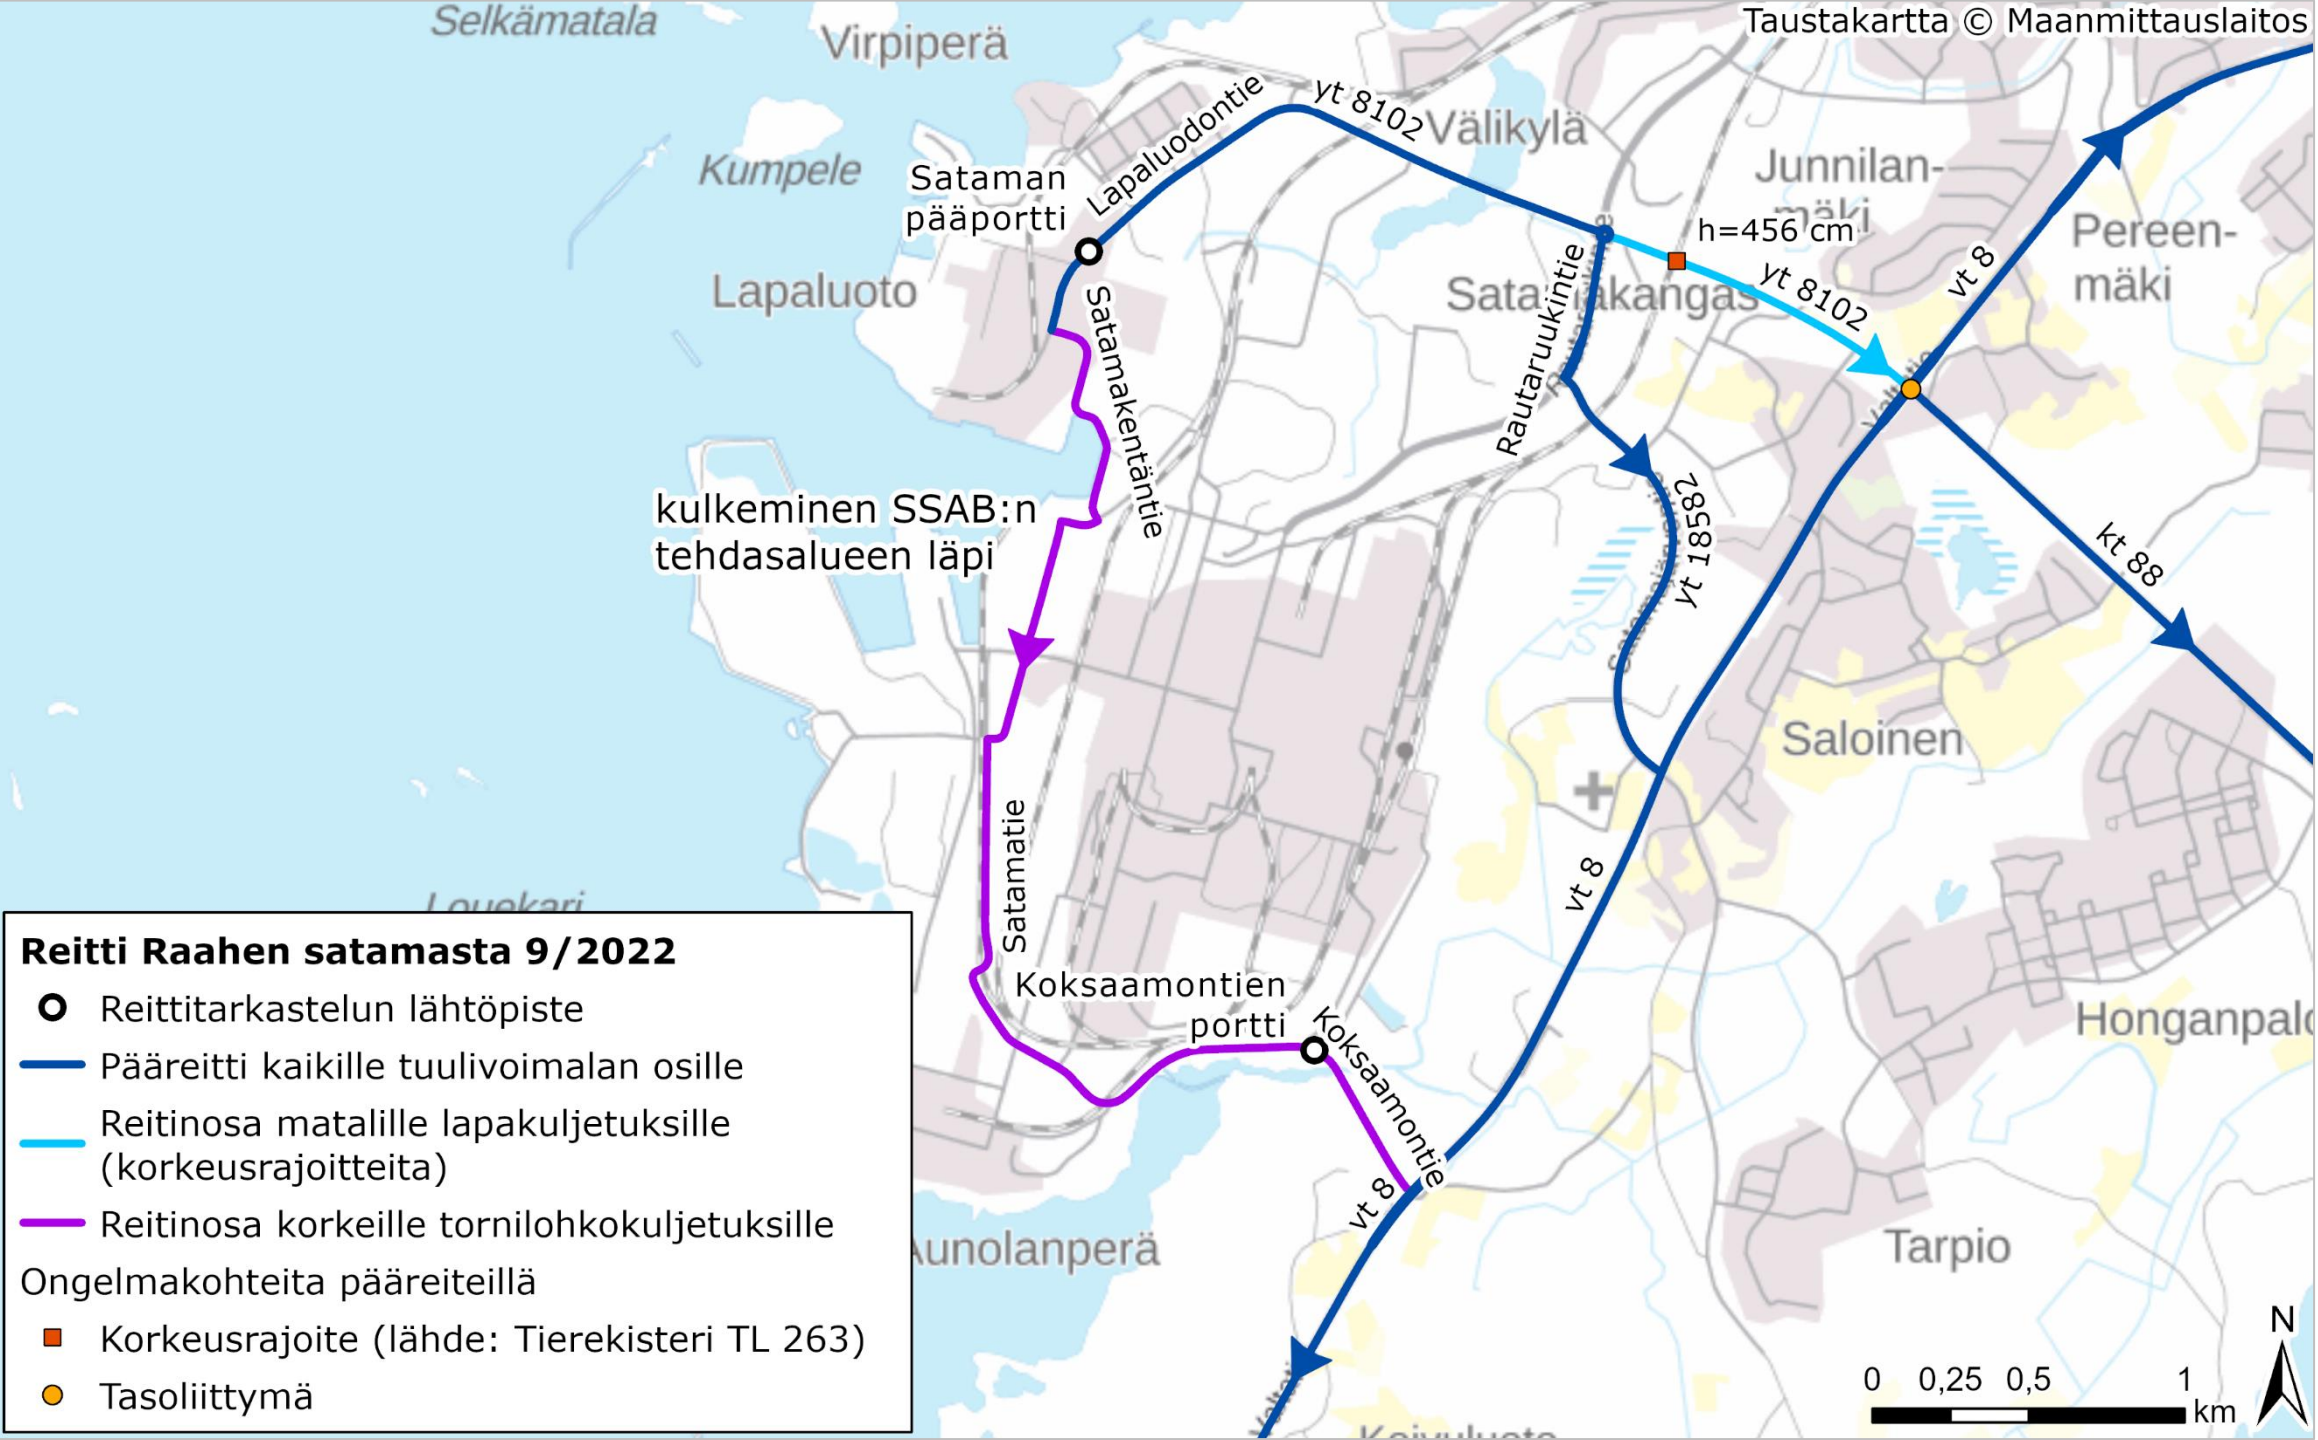 Selkämatala
Virpiperä
Taustakartta © Maanmittauslaitos
Kumpele
Lapaluodontie
yt 8102
Välikylä
Junnilan-
mäki
Sataman
pääportti
h=456 cm
Pereen-
mäki
Lapaluoto
Satamakentäntie
Rautaruukintie
yt 8102
vt 8
kulkeminen SSAB:n
tehdasalueen läpi
yt 18582
kt 88
Saloinen
Satamatie
vt 8
Louekari
Koksaamontien
portti
Koksaamontie
Honganpalo
vt 8
Aunolanperä
Tarpio
Reitti Raahen satamasta 9/2022
Reittitarkastelun lähtöpiste
Pääreitti kaikille tuulivoimalan osille
Reitinosa matalille lapakuljetuksille
(korkeusrajoitteita)
Reitinosa korkeille tornilohkokuljetuksille
Ongelmakohteita pääreiteillä
Korkeusrajoite (lähde: Tierekisteri TL 263)
Tasoliittymä
N
0 0,25 0,5 1
km